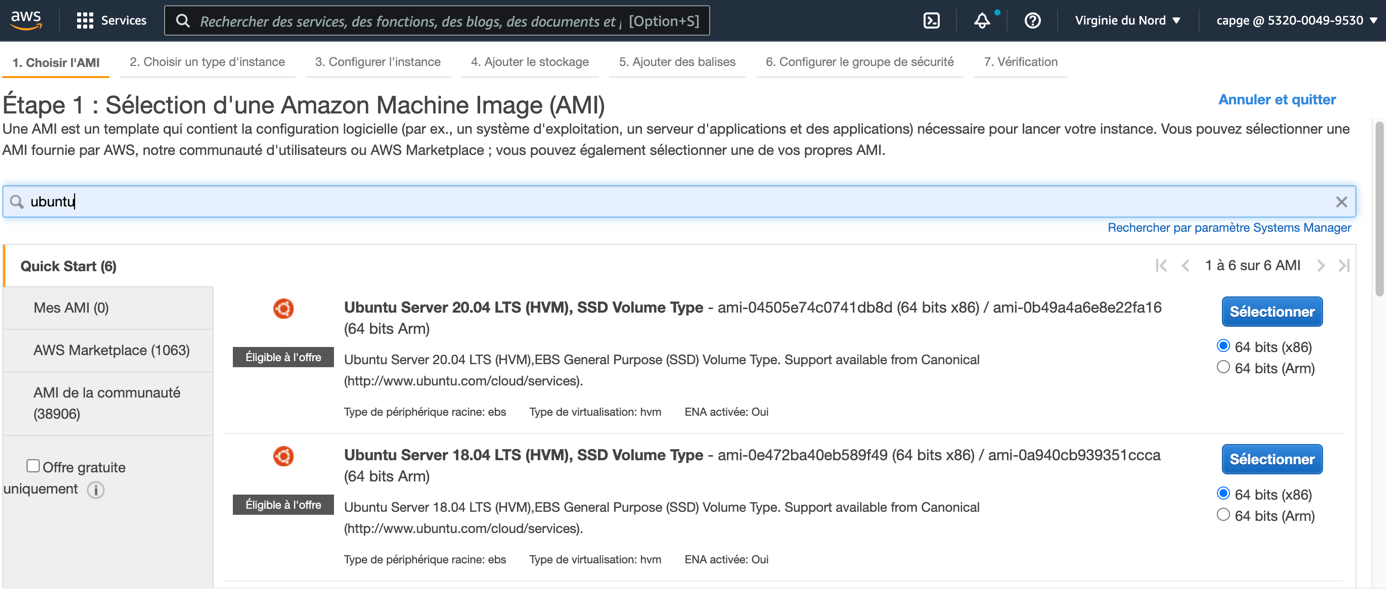 aws
Services
Rechercher des services, des fonctions, des blogs, des documents et
[Option+S]
Virginie du Nord
capge @ 5320-0049-9530
1. Choisir l'AMI
2. Choisir un type d'instance
3. Configurer l'instance
4. Ajouter le stockage
5. Ajouter des balises
6. Configurer le groupe de sécurité
7. Vérification
Étape 1 : Sélection d'une Amazon Machine Image (AMI)
Annuler et quitter
Une AMI est un template qui contient la configuration logicielle (par ex., un système d'exploitation, un serveur d'applications et des applications) nécessaire pour lancer votre instance. Vous pouvez sélectionner une
AMI fournie par AWS, notre communauté d'utilisateurs ou AWS Marketplace ; vous pouvez également sélectionner une de vos propres AMI.
ubuntu
Rechercher par paramètre Systems Manager
Quick Start (6)
1 à 6 sur 6 AMI
Mes AMI (0)
AWS Marketplace (1063)
AMI de la communauté
(38906)
Offre gratuite
uniquement
Ubuntu Server 20.04 LTS (HVM), SSD Volume Type - ami-04505e74c0741db8d (64 bits x86) / ami-0b49a4a6e8e22fa16
(64 bits Arm)
Éligible à l'offre
Ubuntu Server 20.04 LTS (HVM),EBS General Purpose (SSD) Volume Type. Support available from Canonical
(http://www.ubuntu.com/cloud/services).
Type de périphérique racine: ebs
Type de virtualisation: hvm
ENA activée: Oui
Sélectionner
64 bits (x86)
64 bits (Arm)
Ubuntu Server 18.04 LTS (HVM), SSD Volume Type - ami-0e472ba40eb589f49 (64 bits x86) / ami-0a940cb939351ccca
(64 bits Arm)
Éligible à l'offre
Ubuntu Server 18.04 LTS (HVM),EBS General Purpose (SSD) Volume Type. Support available from Canonical
(http://www.ubuntu.com/cloud/services).
Type de périphérique racine: ebs
Type de virtualisation: hvm
ENA activée: Oui
Sélectionner
64 bits (x86)
64 bits (Arm)